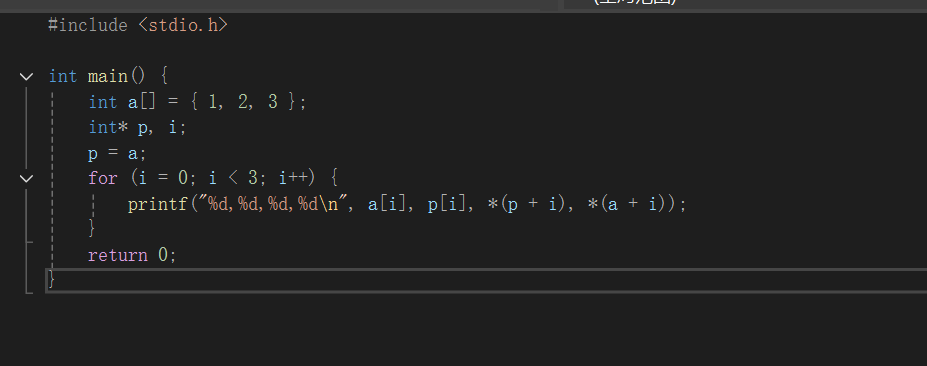 #include <stdio.h>
int main() {
int a[] = { 1, 2, 3 };
int* p, i;
p = a;
for (i = 0; i < 3; i++) {
printf("%d,%d,%d,%d\n", a[i], p[i], *(p + i), *(a + i));
}
return 0;
}